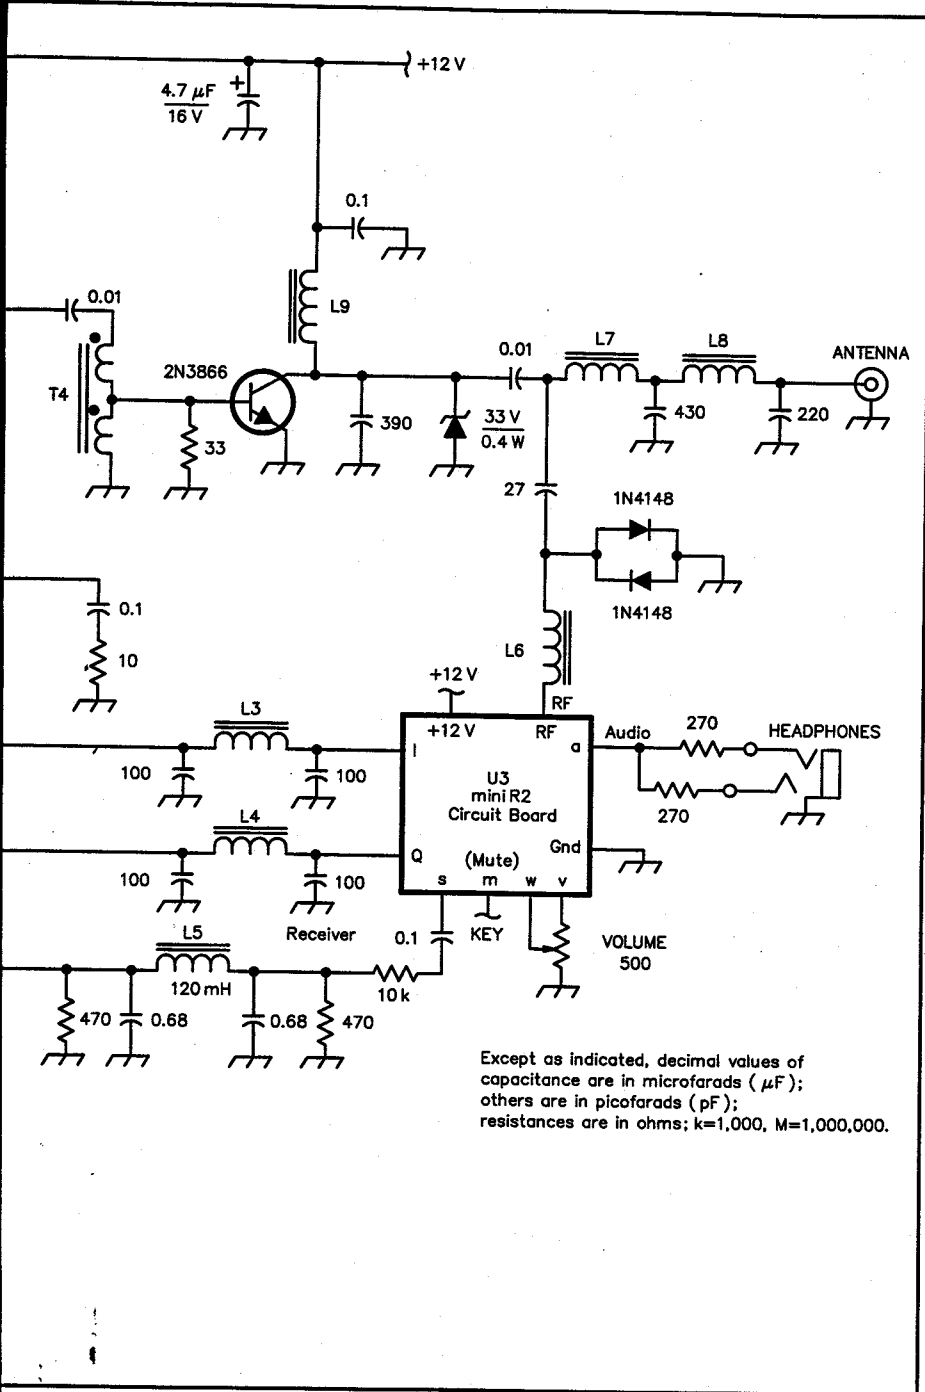 +12 V
4.7 µF
16 V
+
0.1
L9
0.01
T4
2N3866
33
390
33 V
0.4 W
0.01
L7
L8
430
220
ANTENNA
27
1N4148
1N4148
0.1
10
L6
+12 V
RF
L3
100
100
L4
100
100
+12 V
RF
I
a
U3
mini R2
Circuit Board
Q
Gnd
(Mute)
s
m
w
v
Audio
270
270
HEADPHONES
Receiver
KEY
VOLUME
500
L5
120 mH
0.1
10 k
470
0.68
0.68
470
Except as indicated, decimal values of
capacitance are in microfarads ( µF);
others are in picofarads ( pF);
resistances are in ohms; k=1,000, M=1,000,000.